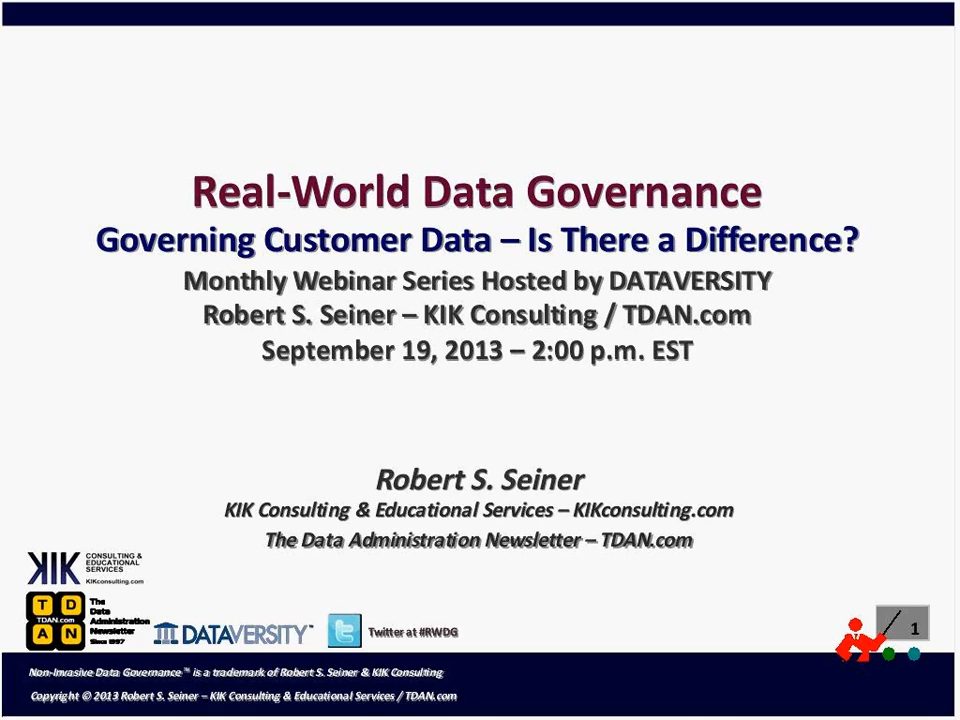 Real-World Data Governance
Governing Customer Data – Is There a Difference?
Monthly Webinar Series Hosted by DATAVERSITY
Robert S. Seiner – KIK Consulting / TDAN.com
September 19, 2013 – 2:00 p.m. EST
Robert S. Seiner
KIK Consulting & Educational Services – KIKconsulting.com
The Data Administration Newsletter – TDAN.com
KIK
CONSULTING &
EDUCATIONAL
SERVICES
KIKconsulting.com
T D
TDAN.com
A N
The
Data
Administration
Newsletter
Since 1997
DATAVERSITY™
Twitter at #RWDG
1
Non-Invasive Data Governance™ is a trademark of Robert S. Seiner & KIK Consulting
Copyright © 2013 Robert S. Seiner – KIK Consulting & Educational Services / TDAN.com